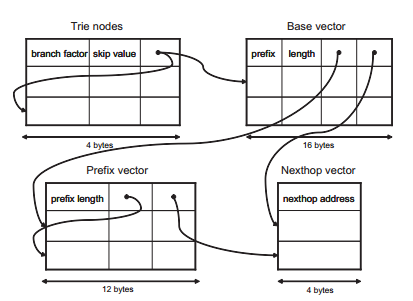 Trie nodes
Base vector
branch factor skip value
prefix length
4 bytes
16 bytes
Prefix vector
Nexthop vector
prefix length
nexthop address
12 bytes
4 bytes